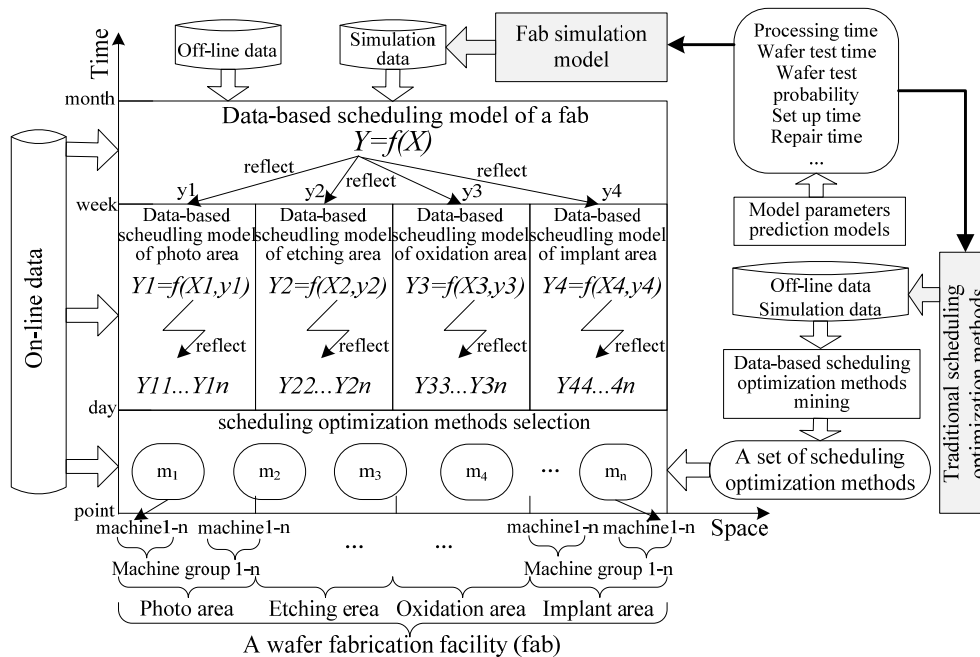 Time
Off-line data
Simulation
data
Fab simulation
model
Processing time
Wafer test time
Wafer test
probability
Set up time
Repair time
...
month
Data-based scheduling model of a fab
Y=f(X)
reflect
reflect
reflect
reflect
y1
y2
y3
y4
On-line data
week
Data-based
scheudling model
of photo area
Data-based
scheudling model
of etching area
Data-based
scheudling model
of oxidation area
Data-based
scheudling model
of implant area
Y1=f(X1,y1)
Y2=f(X2,y2)
Y3=f(X3,y3)
Y4=f(X4,y4)
reflect
reflect
reflect
reflect
Y11...Y1n
Y22...Y2n
Y33...Y3n
Y44...4n
Model parameters
prediction models
Off-line data
Simulation data
Data-based scheduling
optimization methods
mining
A set of scheduling
optimization methods
Traditional scheduling
optimization methods
day
scheduling optimization methods selection
m1
m2
m3
m4
...
mn
point
Space
machine1-n
machine1-n
...
...
machine1-n
machine1-n
Machine group 1-n
Machine group 1-n
Photo area
Etching erea
Oxidation area
Implant area
A wafer fabrication facility (fab)